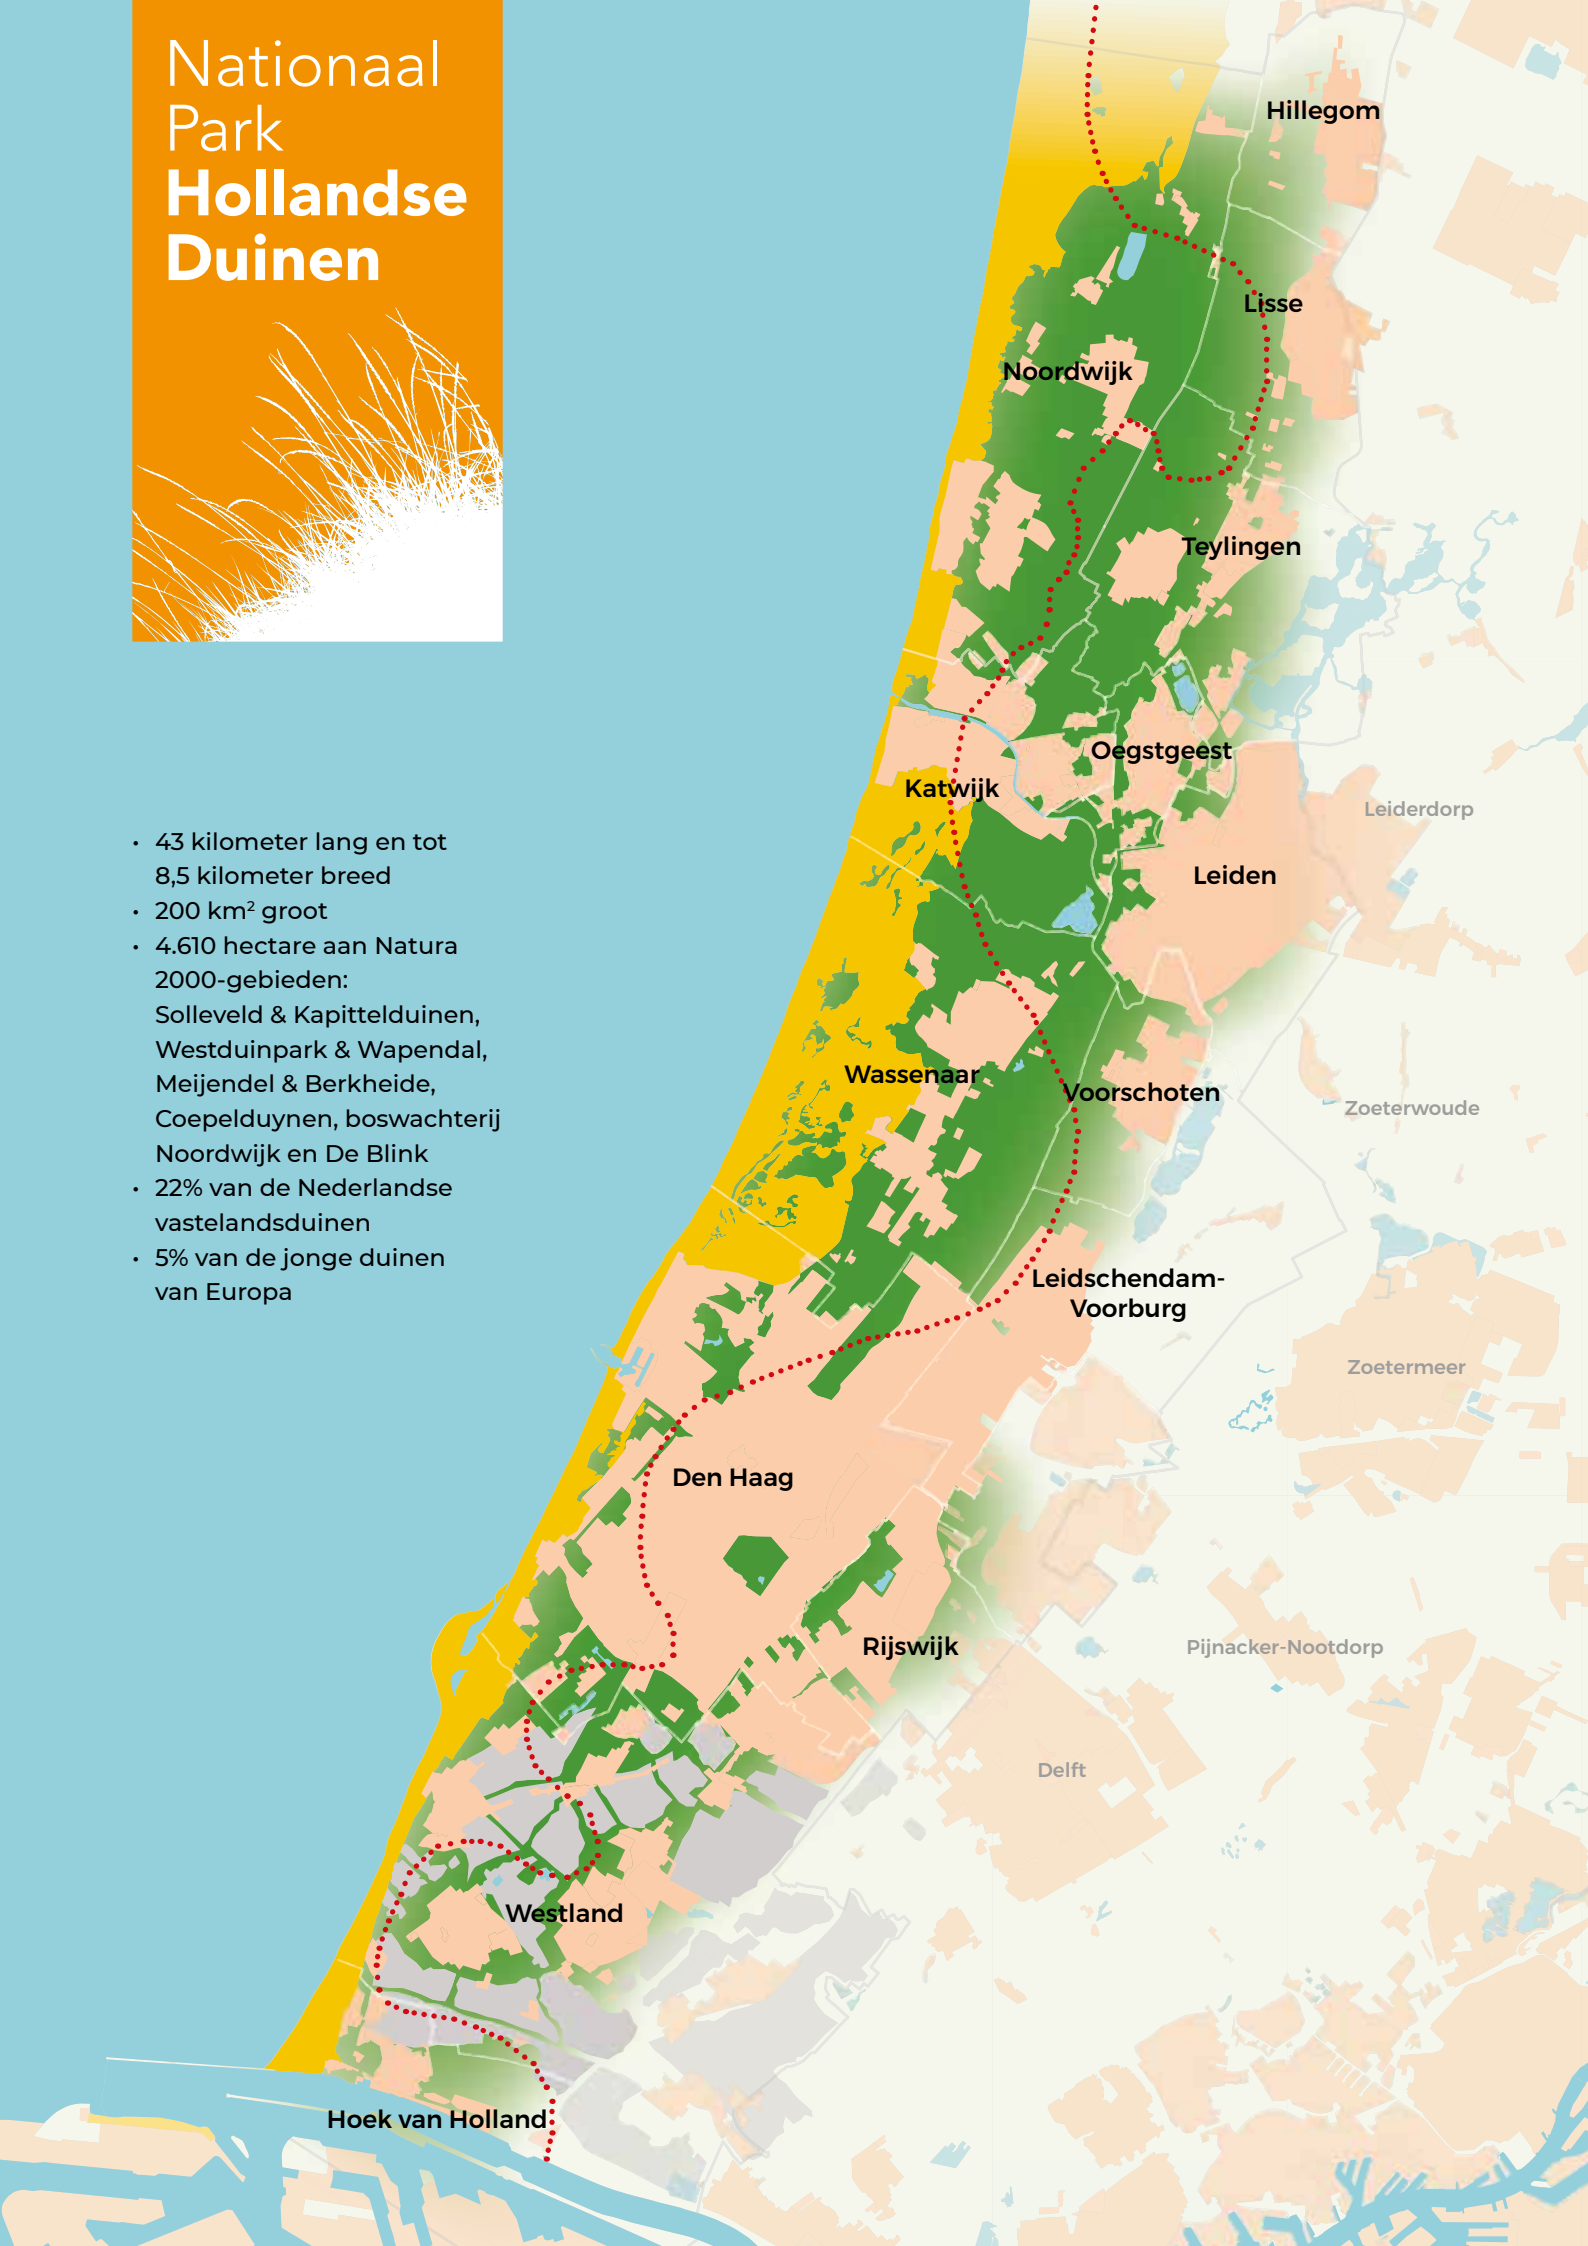 Nationaal
Park
Hollandse
Duinen
• 43 kilometer lang en tot
8,5 kilometer breed
• 200 km² groot
• 4.610 hectare aan Natura
2000-gebieden:
Solleveld & Kapittelduinen,
Westduinpark & Wapendal,
Meijendel & Berkheide,
Coepelduynen, boswachterij
Noordwijk en De Blink
• 22% van de Nederlandse
vastelandsduinen
• 5% van de jonge duinen
van Europa
Hillegom
Lisse
Noordwijk
Teylingen
Oegstgeest
Katwijk
Leiderdorp
Leiden
Wassenaar
Voorschoten
Zoeterwoude
Leidschendam-
Voorburg
Zoetermeer
Den Haag
Rijswijk
Pijnacker-Nootdorp
Delft
Westland
Hoek van Holland